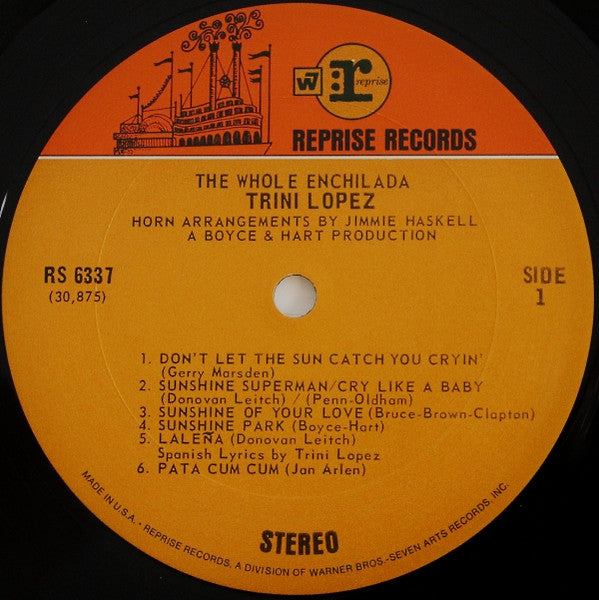 W7 r reprise
REPRISE RECORDS
THE WHOLE ENCHILADA
TRINI LOPEZ
HORN ARRANGEMENTS BY JIMMIE HASKELL
A BOYCE & HART PRODUCTION
RS 6337
(30,875)
SIDE
1
1. DON'T LET THE SUN CATCH YOU CRYIN'
(Gerry Marsden)
2. SUNSHINE SUPERMAN/CRY LIKE A BABY
(Donovan Leitch) / (Penn-Oldham)
3. SUNSHINE OF YOUR LOVE (Bruce-Brown-Clapton)
4. SUNSHINE PARK (Boyce-Hart)
5. LALEÑA (Donovan Leitch)
Spanish Lyrics by Trini Lopez
6. PATA CUM CUM (Jan Arlen)
STEREO
MADE IN U.S.A. • REPRISE RECORDS, A DIVISION OF WARNER BROS.-SEVEN ARTS RECORDS, INC.